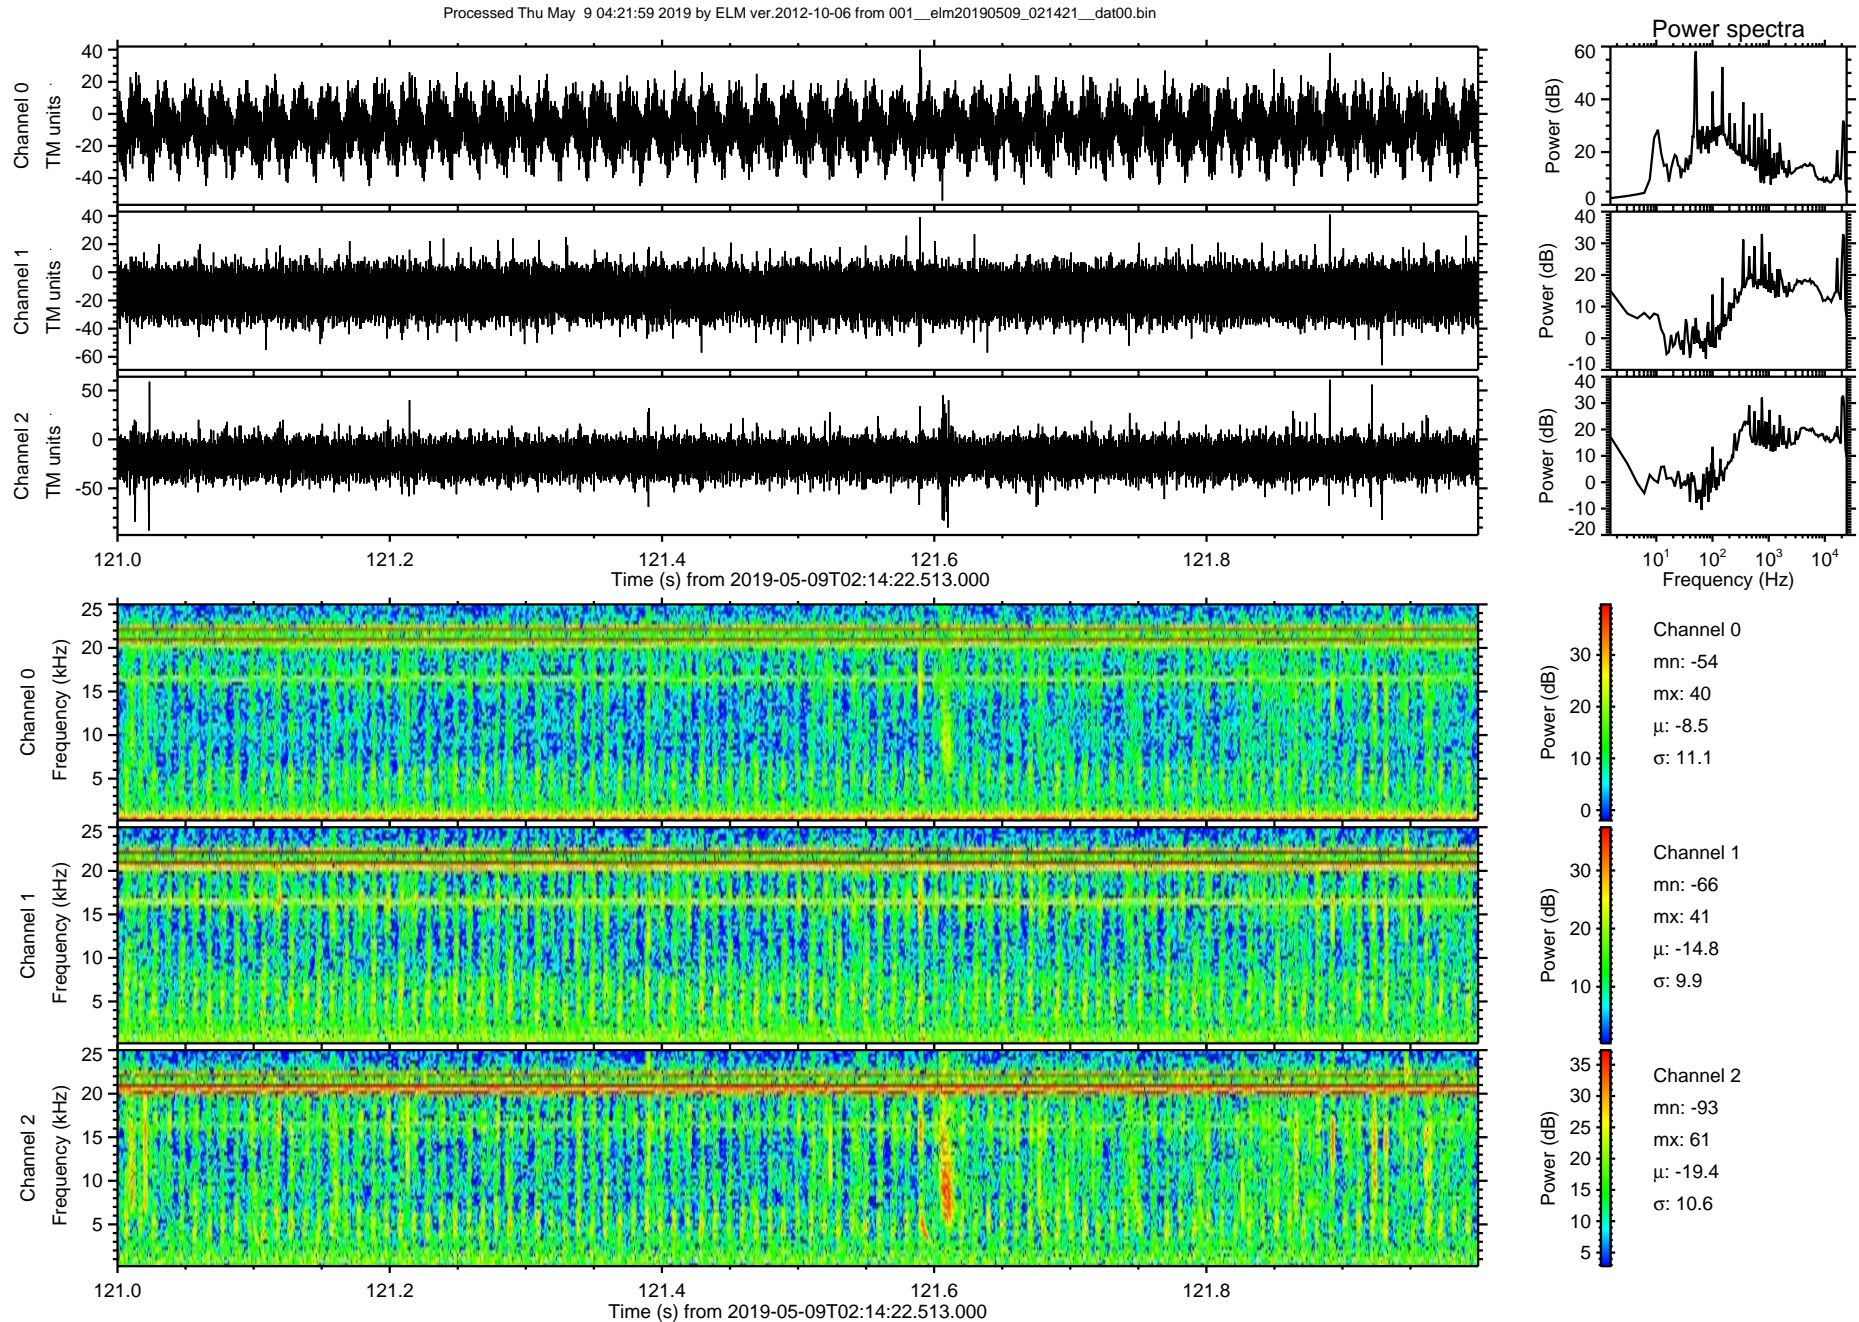 Processed Thu May  9 04:21:59 2019 by ELM ver.2012-10-06 from 001__elm20190509_021421__dat00.bin
Power spectra
Channel 0
TM units
40
20
0
-20
-40
Power (dB)
60
40
20
0
Channel 1
TM units
40
20
0
-20
-40
-60
Power (dB)
40
30
20
10
0
-10
Channel 2
TM units
50
0
-50
Power (dB)
40
30
20
10
0
-10
-20
121.0 121.2 121.4 121.6 121.8
Time (s) from 2019-05-09T02:14:22.513.000
10^1 10^2 10^3 10^4
Frequency (Hz)
Channel 0
Frequency (kHz)
25
20
15
10
5
Power (dB)
30
20
10
0
Channel 0
mn: -54
mx: 40
μ: -8.5
σ: 11.1
Channel 1
Frequency (kHz)
25
20
15
10
5
Power (dB)
30
20
10
Channel 1
mn: -66
mx: 41
μ: -14.8
σ: 9.9
Channel 2
Frequency (kHz)
25
20
15
10
5
Power (dB)
35
30
25
20
15
10
5
Channel 2
mn: -93
mx: 61
μ: -19.4
σ: 10.6
121.0 121.2 121.4 121.6 121.8
Time (s) from 2019-05-09T02:14:22.513.000